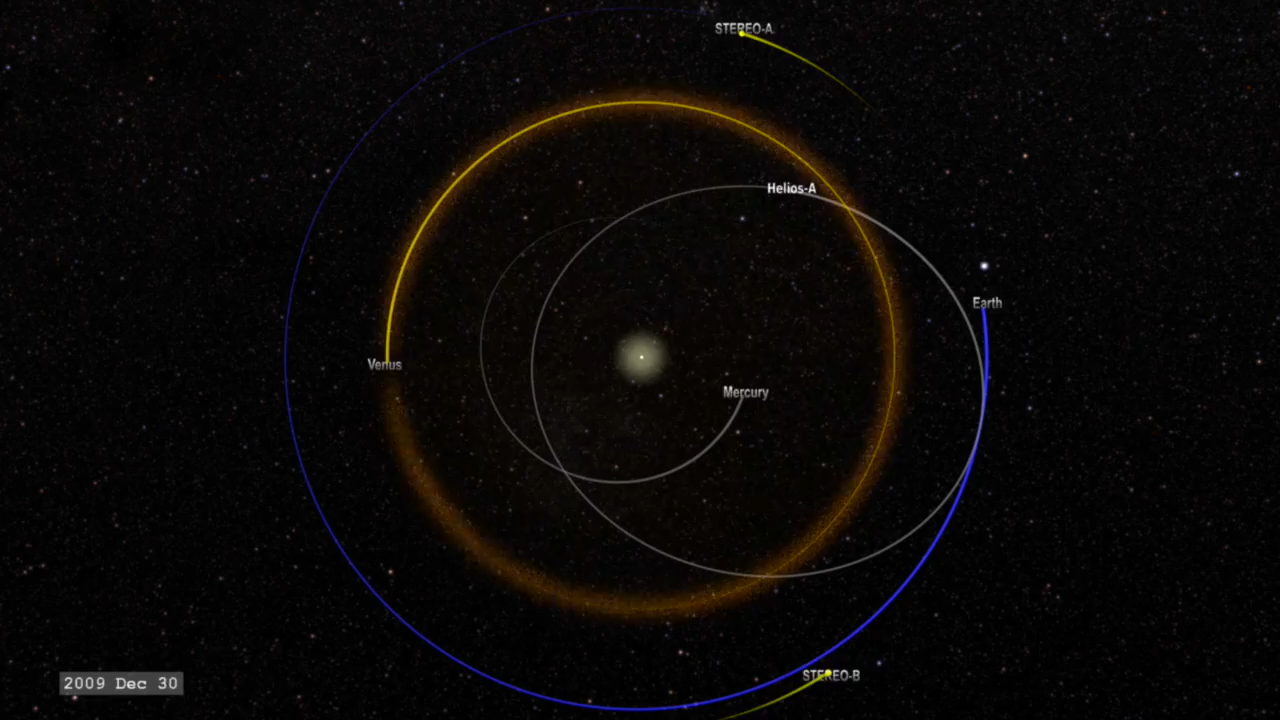 STEREO-A
Helios-A
Earth
Venus
Mercury
STEREO-B
2009 Dec 30